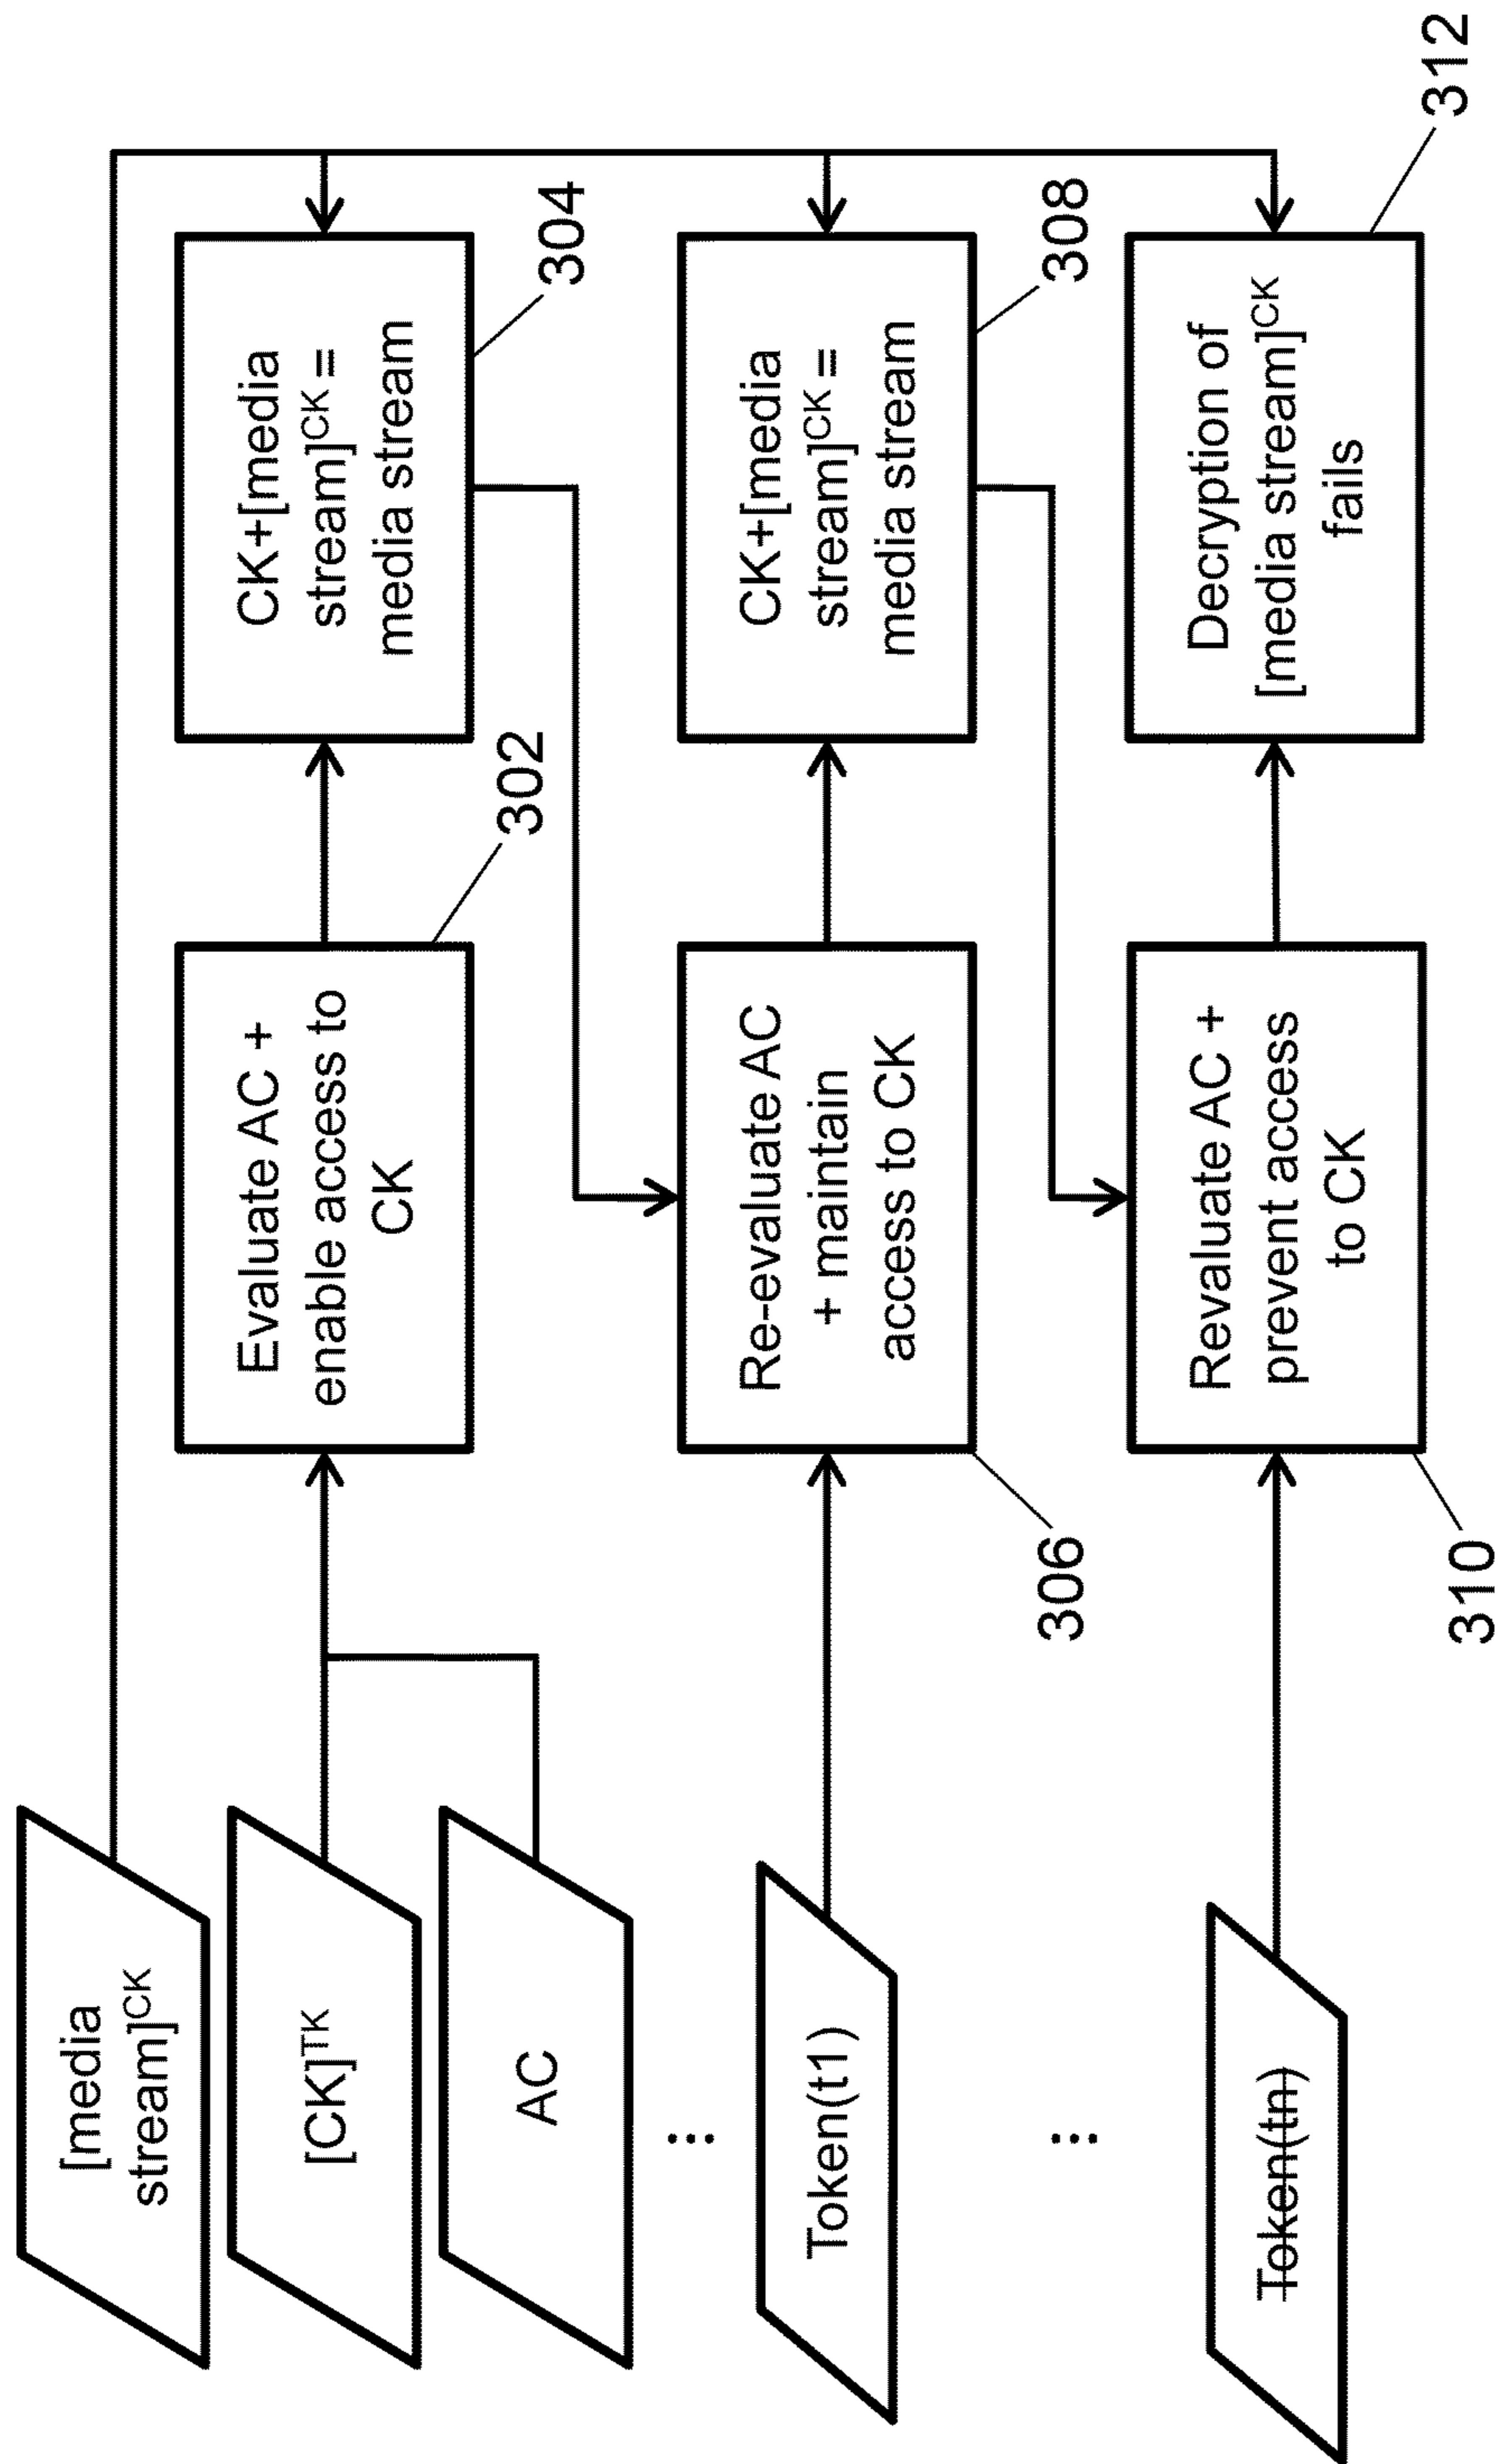 [media
stream]ᶜᴷ
[CK]ᵀᴷ
AC
Evaluate AC +
enable access to
CK
302
CK+[media
stream]ᶜᴷ =
media stream
304
⋮
Token(t1)
Re-evaluate AC
+ maintain
access to CK
306
CK+[media
stream]ᶜᴷ =
media stream
308
⋮
Token(tn)
Revaluate AC +
prevent access
to CK
310
Decryption of
[media stream]ᶜᴷ
fails
312